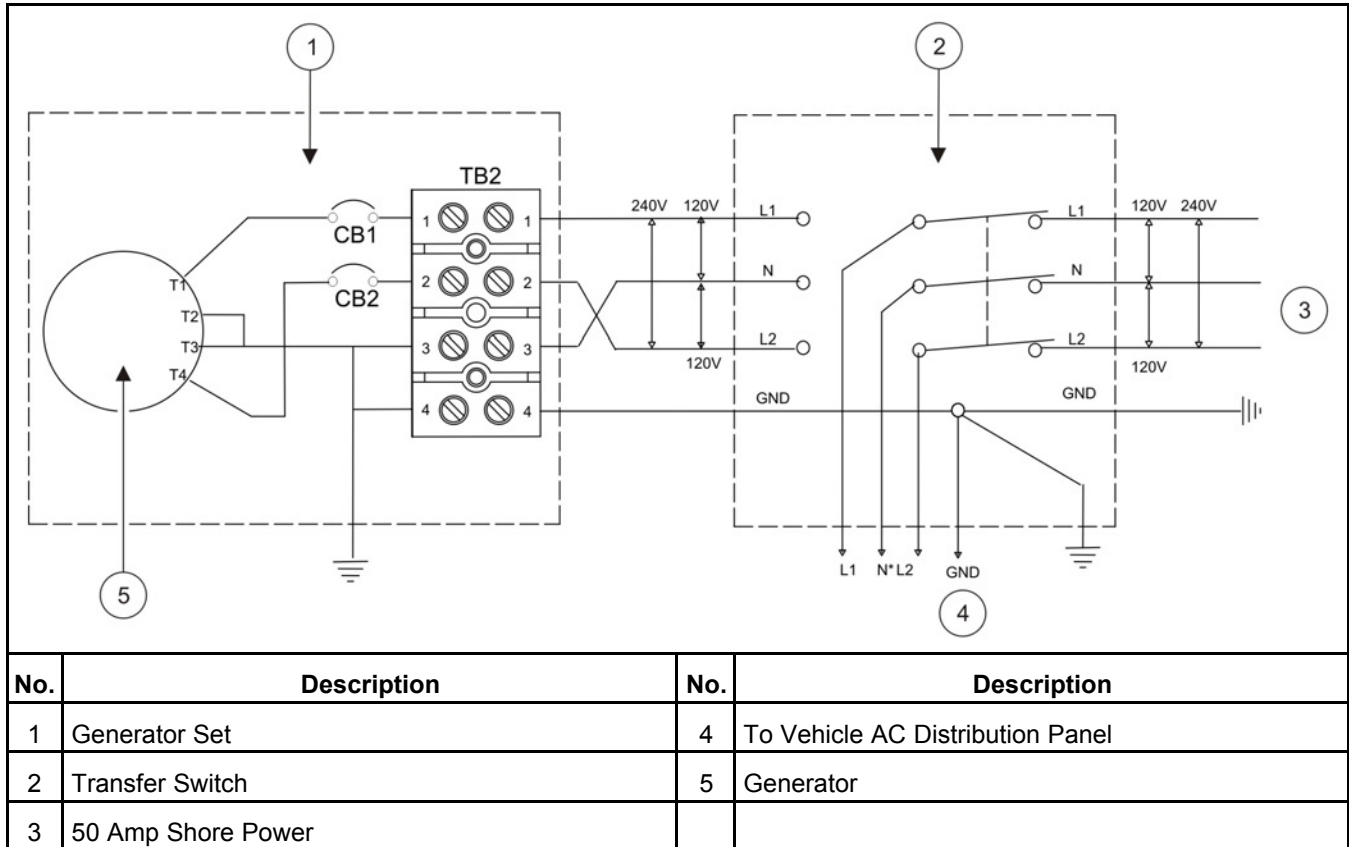 1
2
TB2
240V 120V
L1
L1
120V 240V
1
1
CB1
T1
N
N
2
2
CB2
3
T2
T3
3
3
L2
L2
T4
120V
120V
4
4
GND
GND
5
L1 N* L2 GND
4
No. Description No. Description
1 Generator Set 4 To Vehicle AC Distribution Panel
2 Transfer Switch 5 Generator
3 50 Amp Shore Power